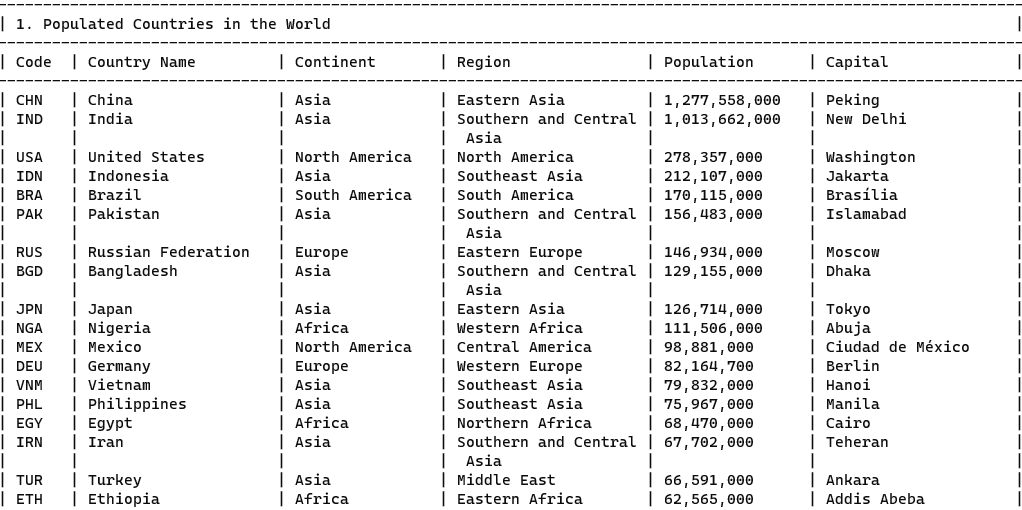 | 1. Populated Countries in the World |
| Code | Country Name | Continent | Region | Population | Capital |
| CHN | China | Asia | Eastern Asia | 1,277,558,000 | Peking |
| IND | India | Asia | Southern and Central | 1,013,662,000 | New Delhi |
| | | | Asia | | |
| USA | United States | North America | North America | 278,357,000 | Washington |
| IDN | Indonesia | Asia | Southeast Asia | 212,107,000 | Jakarta |
| BRA | Brazil | South America | South America | 170,115,000 | Brasília |
| PAK | Pakistan | Asia | Southern and Central | 156,483,000 | Islamabad |
| | | | Asia | | |
| RUS | Russian Federation | Europe | Eastern Europe | 146,934,000 | Moscow |
| BGD | Bangladesh | Asia | Southern and Central | 129,155,000 | Dhaka |
| | | | Asia | | |
| JPN | Japan | Asia | Eastern Asia | 126,714,000 | Tokyo |
| NGA | Nigeria | Africa | Western Africa | 111,506,000 | Abuja |
| MEX | Mexico | North America | Central America | 98,881,000 | Ciudad de México |
| DEU | Germany | Europe | Western Europe | 82,164,700 | Berlin |
| VNM | Vietnam | Asia | Southeast Asia | 79,832,000 | Hanoi |
| PHL | Philippines | Asia | Southeast Asia | 75,967,000 | Manila |
| EGY | Egypt | Africa | Northern Africa | 68,470,000 | Cairo |
| IRN | Iran | Asia | Southern and Central | 67,702,000 | Teheran |
| | | | Asia | | |
| TUR | Turkey | Asia | Middle East | 66,591,000 | Ankara |
| ETH | Ethiopia | Africa | Eastern Africa | 62,565,000 | Addis Abeba |